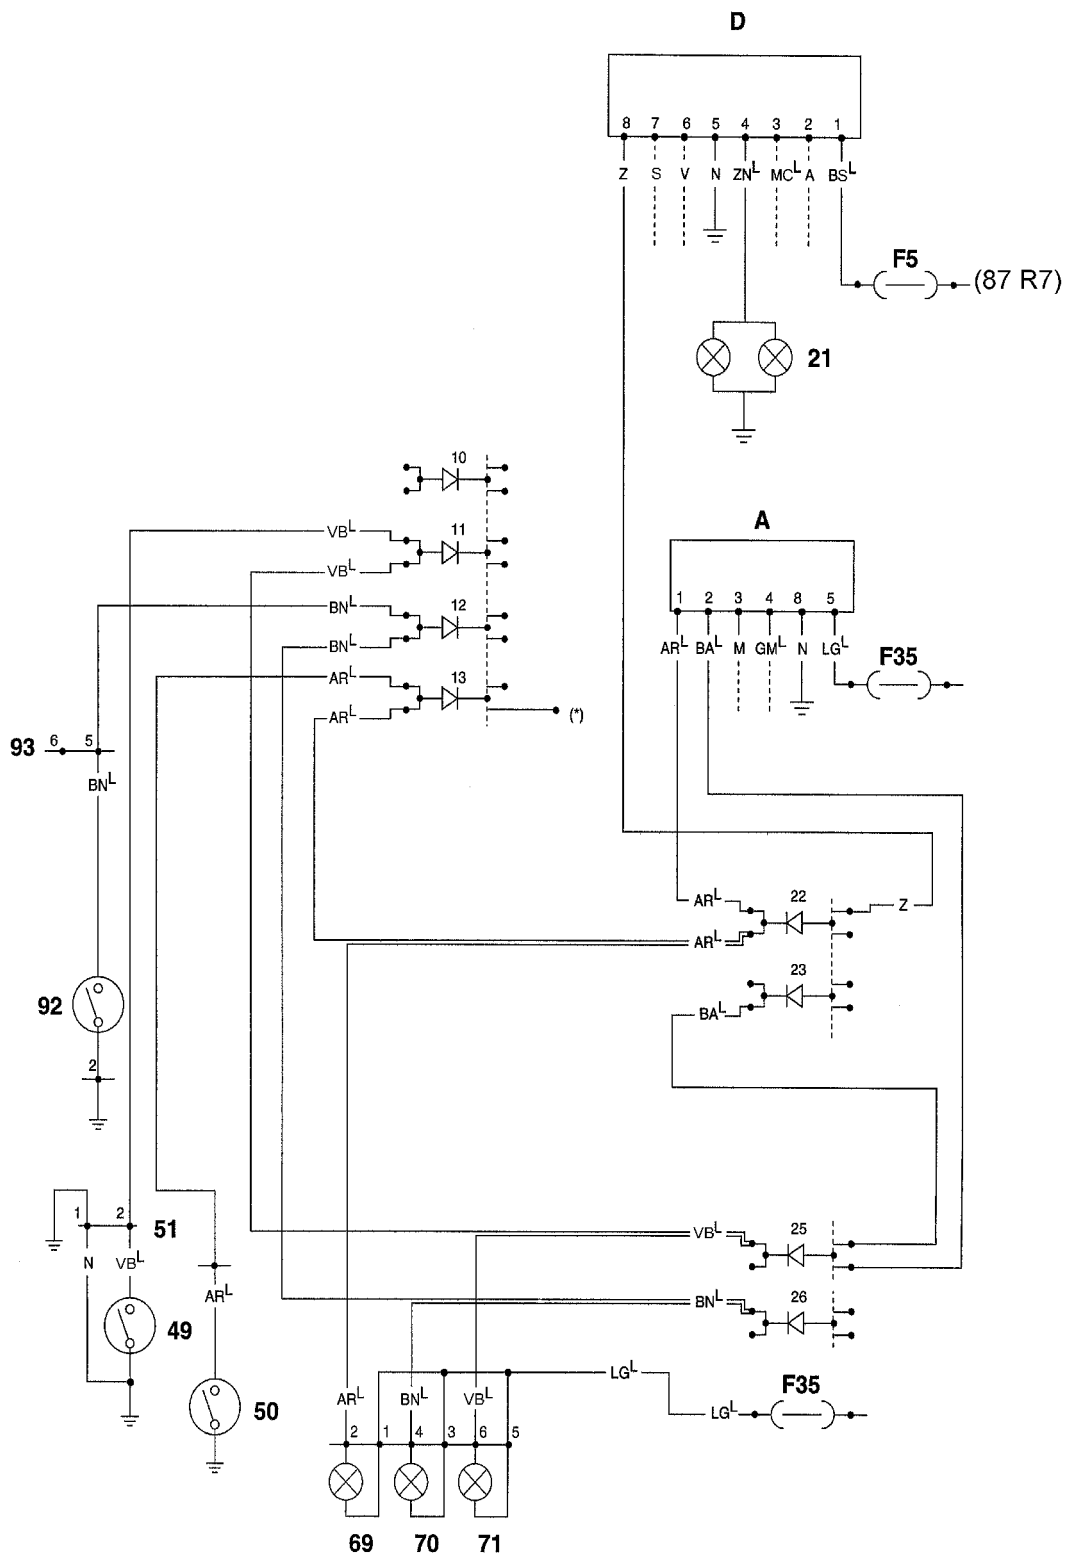 D
8 7 6 5 4 3 2 1
Z S V N ZNL MCL A BSL
F5
(87 R7)
21
10
A
VBL 11
VBL
1 2 3 4 8 5
BNL 12
BNL
ARL BAL M GML N LGL
F35
ARL 13
ARL
(*)
93 6 5
BNL
22
ARL Z
ARL
23
92
BAL
2
1 2 51
VBL 25
N VBL
ARL
BNL 26
49
LGL
F35
ARL BNL VBL
50
LGL
2 1 4 3 6 5
69 70 71